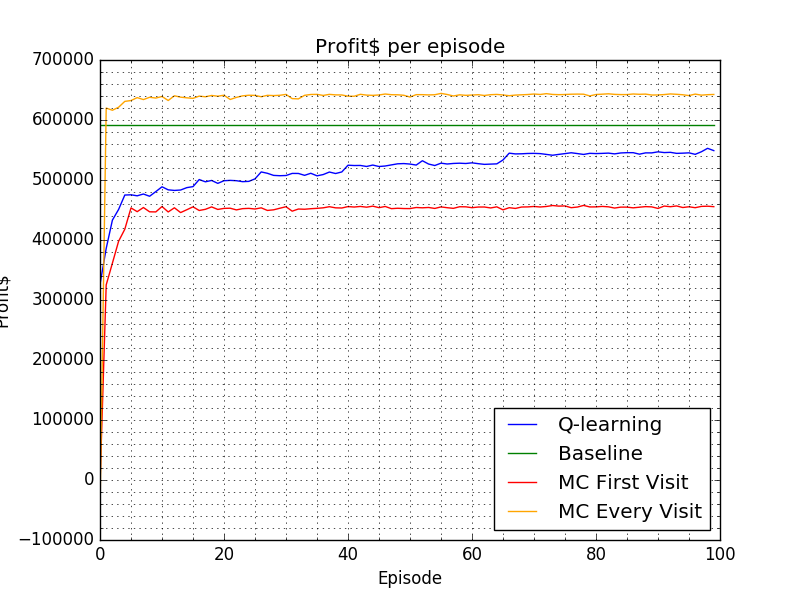 Profit$ per episode
700000
600000
500000
400000
300000
200000
100000
0
−100000
Profit$
0 20 40 60 80 100
Episode
Q-learning
Baseline
MC First Visit
MC Every Visit